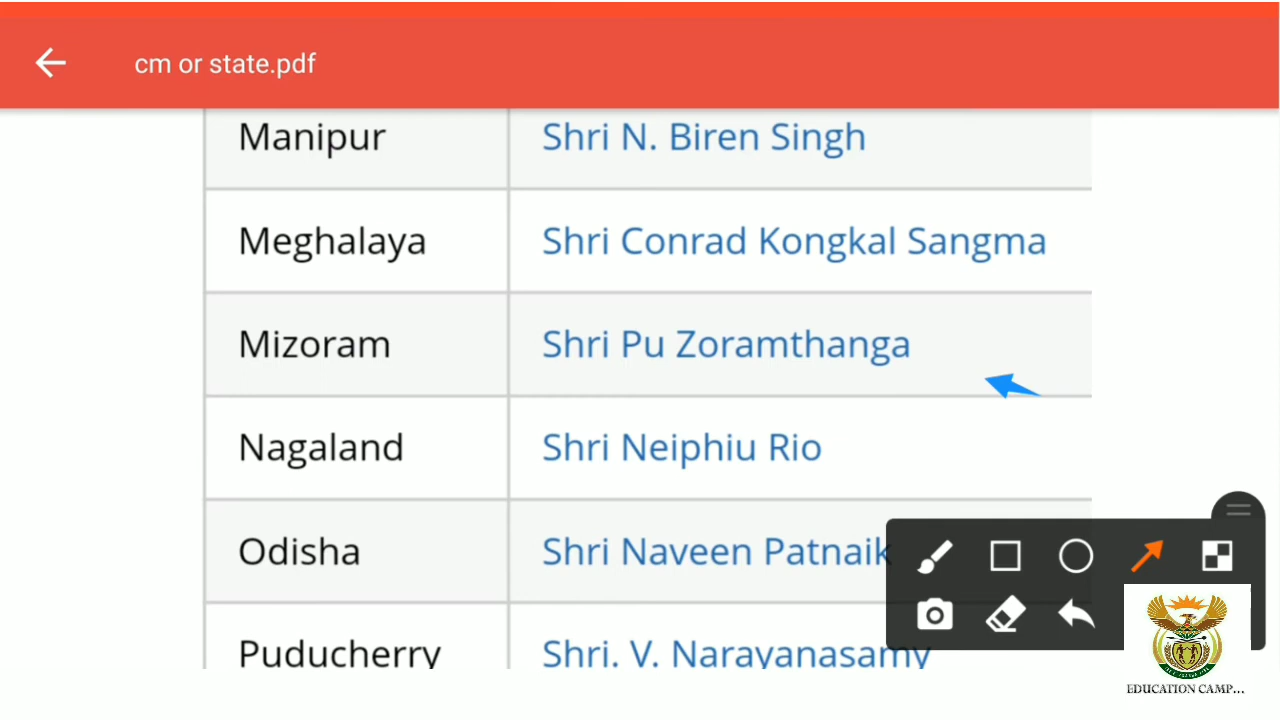 cm or state.pdf
Manipur Shri N. Biren Singh
Meghalaya Shri Conrad Kongkal Sangma
Mizoram Shri Pu Zoramthanga
Nagaland Shri Neiphiu Rio
Odisha Shri Naveen Patnaik
Puducherry Shri. V. Narayanasamy
EDUCATION CAMP...